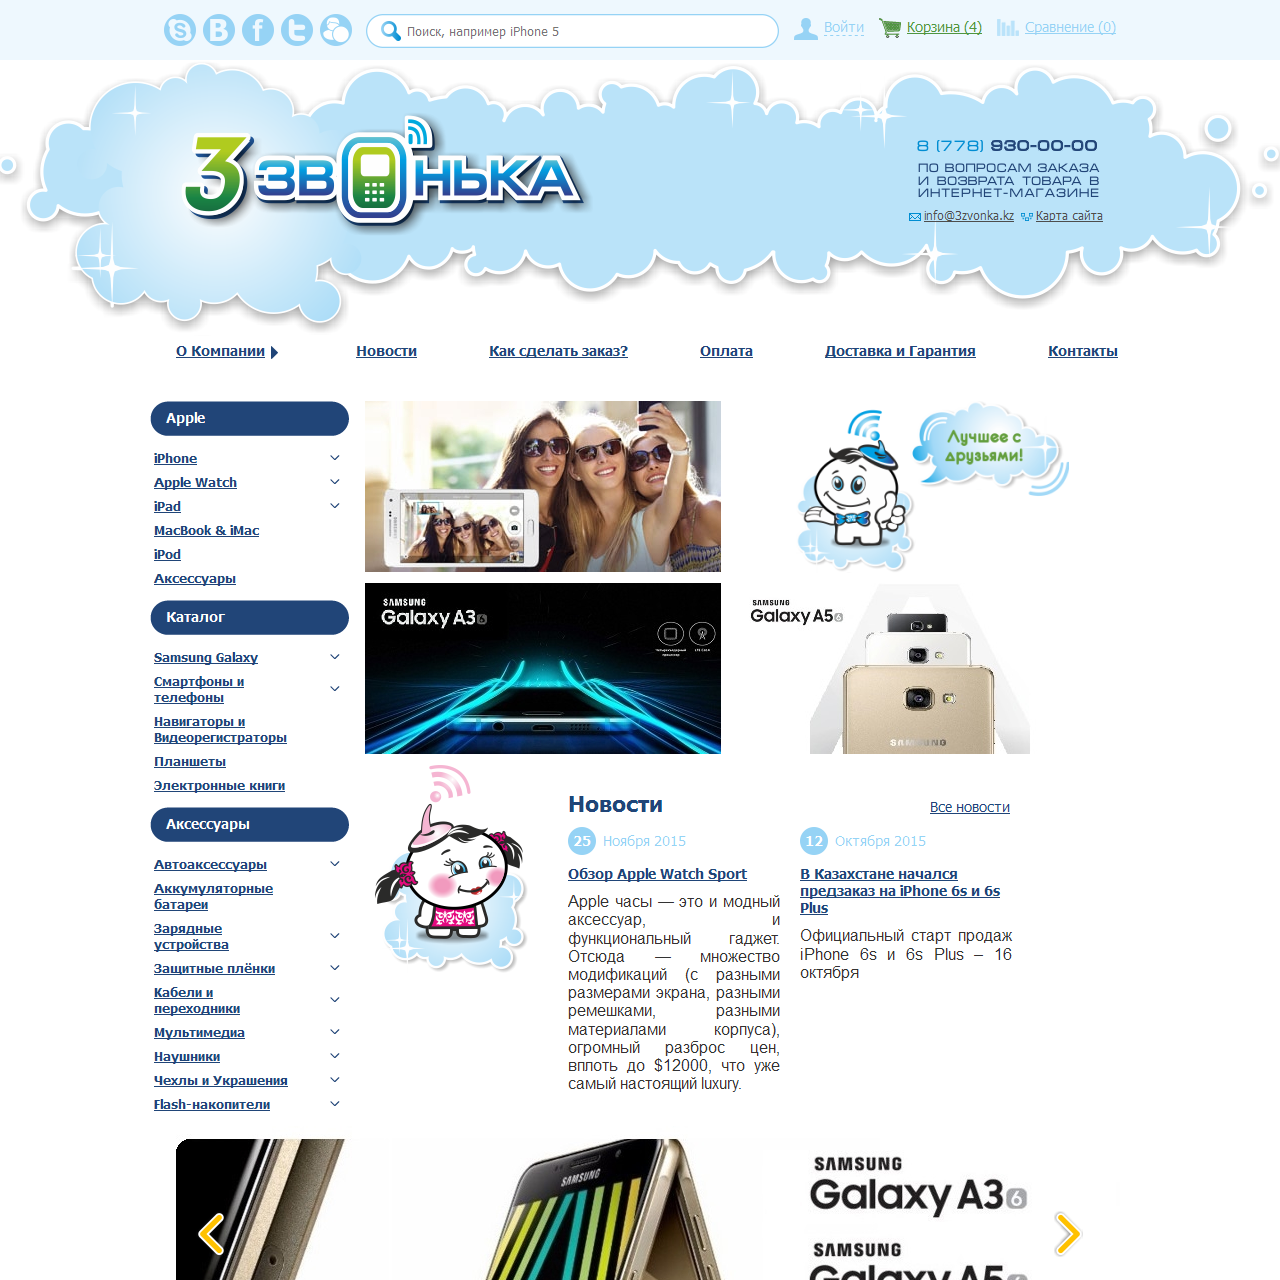 Поиск, например iPhone 5
Войти
Корзина (4)
Сравнение (0)
3 ЗВОНЬКА
8 (778) 930-00-00
ПО ВОПРОСАМ ЗАКАЗА
И ВОЗВРАТА ТОВАРА В
ИНТЕРНЕТ-МАГАЗИНЕ
info@3zvonka.kz
Карта сайта
О Компании
Новости
Как сделать заказ?
Оплата
Доставка и Гарантия
Контакты
Apple
iPhone
Apple Watch
iPad
MacBook & iMac
iPod
Аксессуары
Каталог
Samsung Galaxy
Смартфоны и
телефоны
Навигаторы и
Видеорегистраторы
Планшеты
Электронные книги
Аксессуары
Автоаксессуары
Аккумуляторные
батареи
Зарядные
устройства
Защитные плёнки
Кабели и
переходники
Мультимедиа
Наушники
Чехлы и Украшения
Flash-накопители
Лучшее с
друзьями!
SAMSUNG
Galaxy A3 6
SAMSUNG
Galaxy A5 6
SAMSUNG
Новости
Все новости
25 Ноября 2015
Обзор Apple Watch Sport
Apple часы — это и модный
аксессуар, и
функциональный гаджет.
Отсюда — множество
модификаций (с разными
размерами экрана, разными
ремешками, разными
материалами корпуса),
огромный разброс цен,
вплоть до $12000, что уже
самый настоящий luxury.
12 Октября 2015
В Казахстане начался
предзаказ на iPhone 6s и 6s
Plus
Официальный старт продаж
iPhone 6s и 6s Plus – 16
октября
SAMSUNG
SAMSUNG
Galaxy A3 6
SAMSUNG
Galaxy A5 6